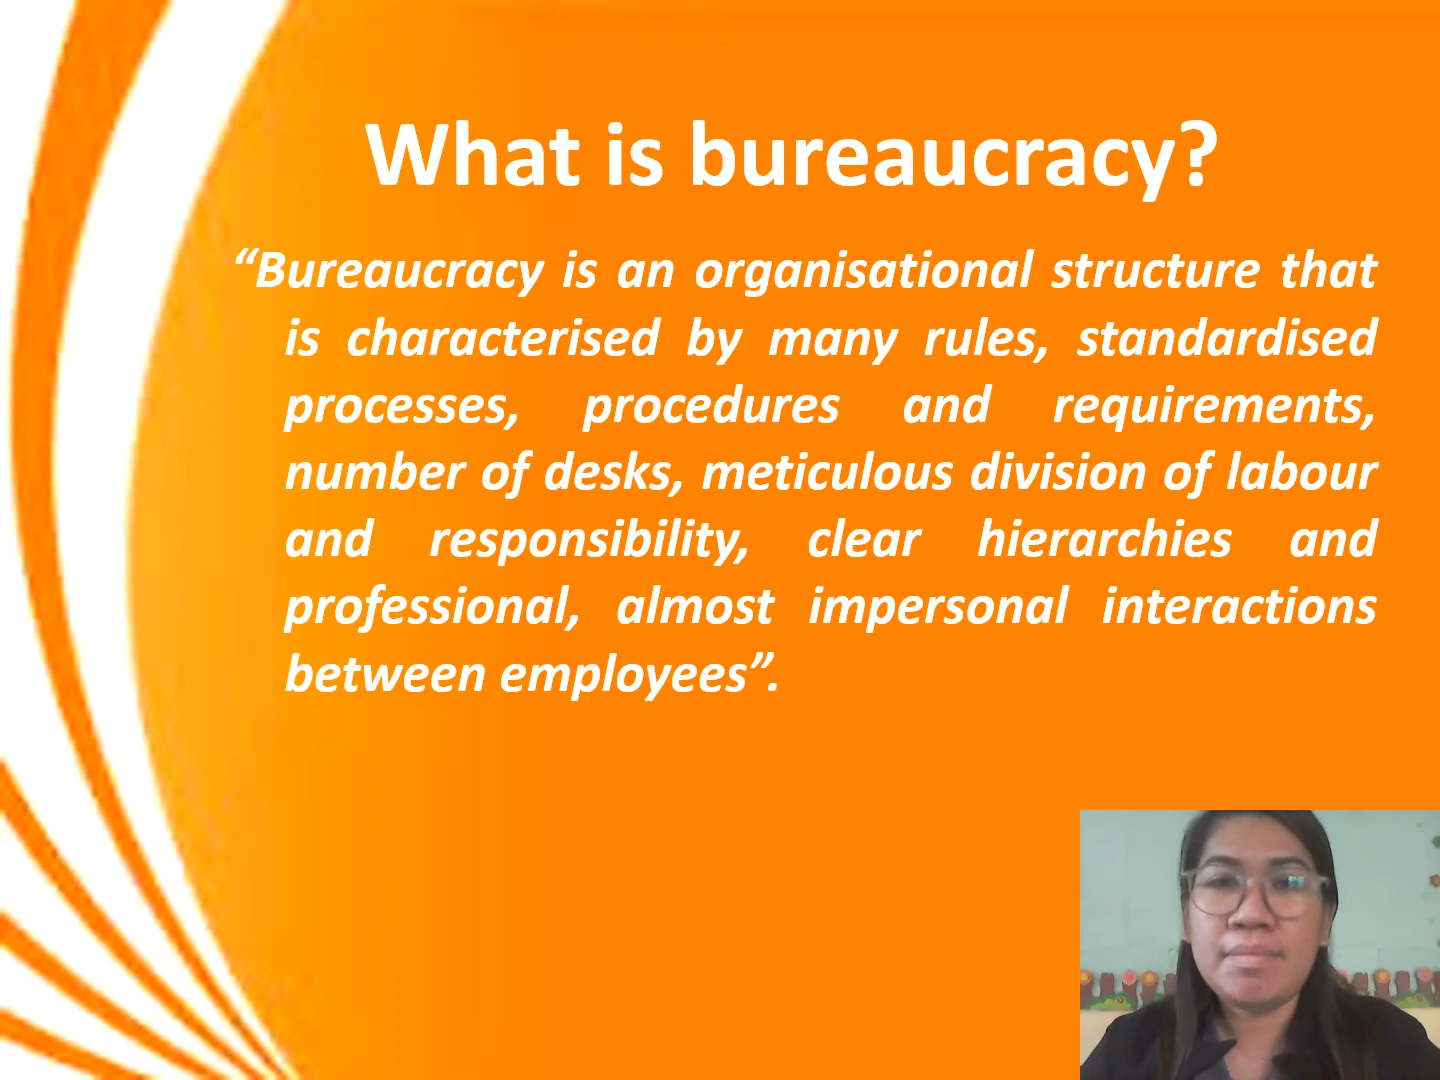 What is bureaucracy?
“Bureaucracy is an organisational structure that
is characterised by many rules, standardised
processes, procedures and requirements,
number of desks, meticulous division of labour
and responsibility, clear hierarchies and
professional, almost impersonal interactions
between employees”.